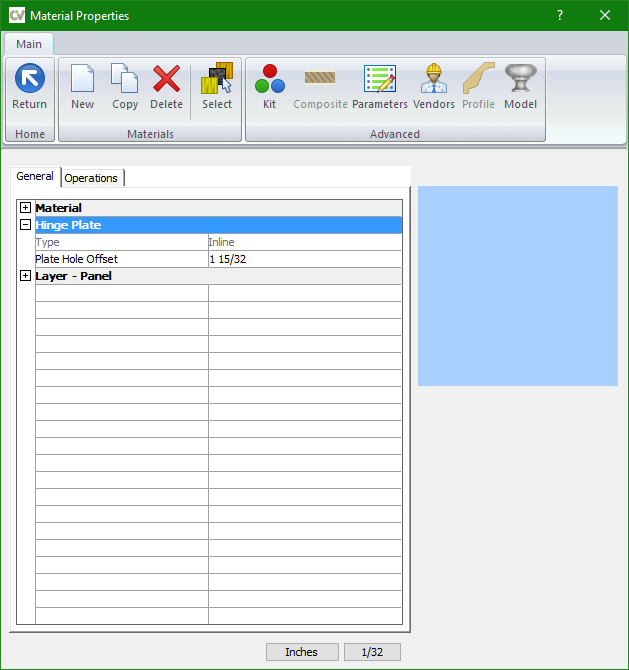 CV Material Properties ?
Main
Return New Copy Delete Select Kit Composite Parameters Vendors Profile Model
Home Materials Advanced
General Operations
Material
Hinge Plate
Type Inline
Plate Hole Offset 1 15/32
Layer - Panel
Inches 1/32